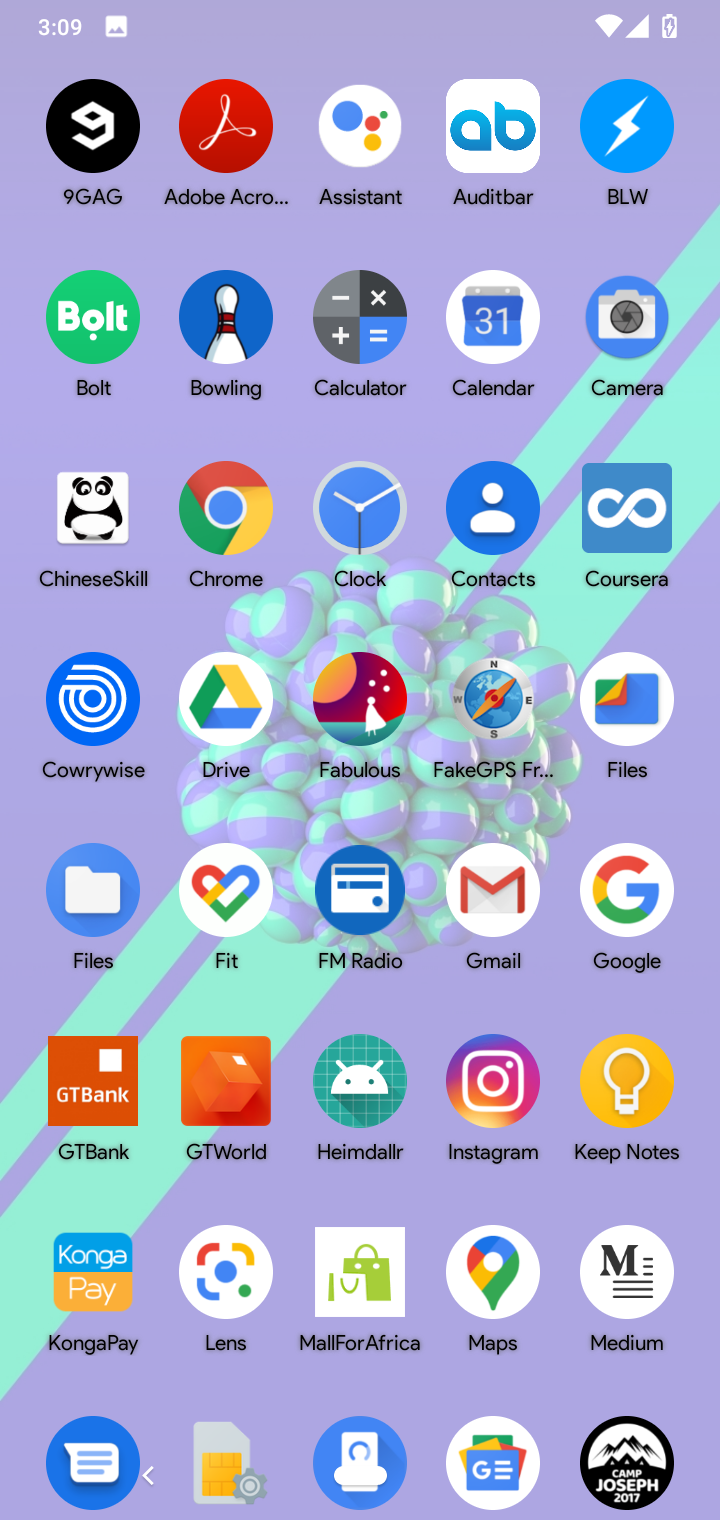 3:09
9GAG Adobe Acro... Assistant Auditbar BLW
Bolt
31
Bolt Bowling Calculator Calendar Camera
ChineseSkill Chrome Clock Contacts Coursera
N
W E
S
Cowrywise Drive Fabulous FakeGPS Fr... Files
Files Fit FM Radio Gmail Google
GTBank
GTBank GTWorld Heimdallr Instagram Keep Notes
Konga
Pay
M
KongaPay Lens MallForAfrica Maps Medium
GE
CAMP
JOSEPH
2017